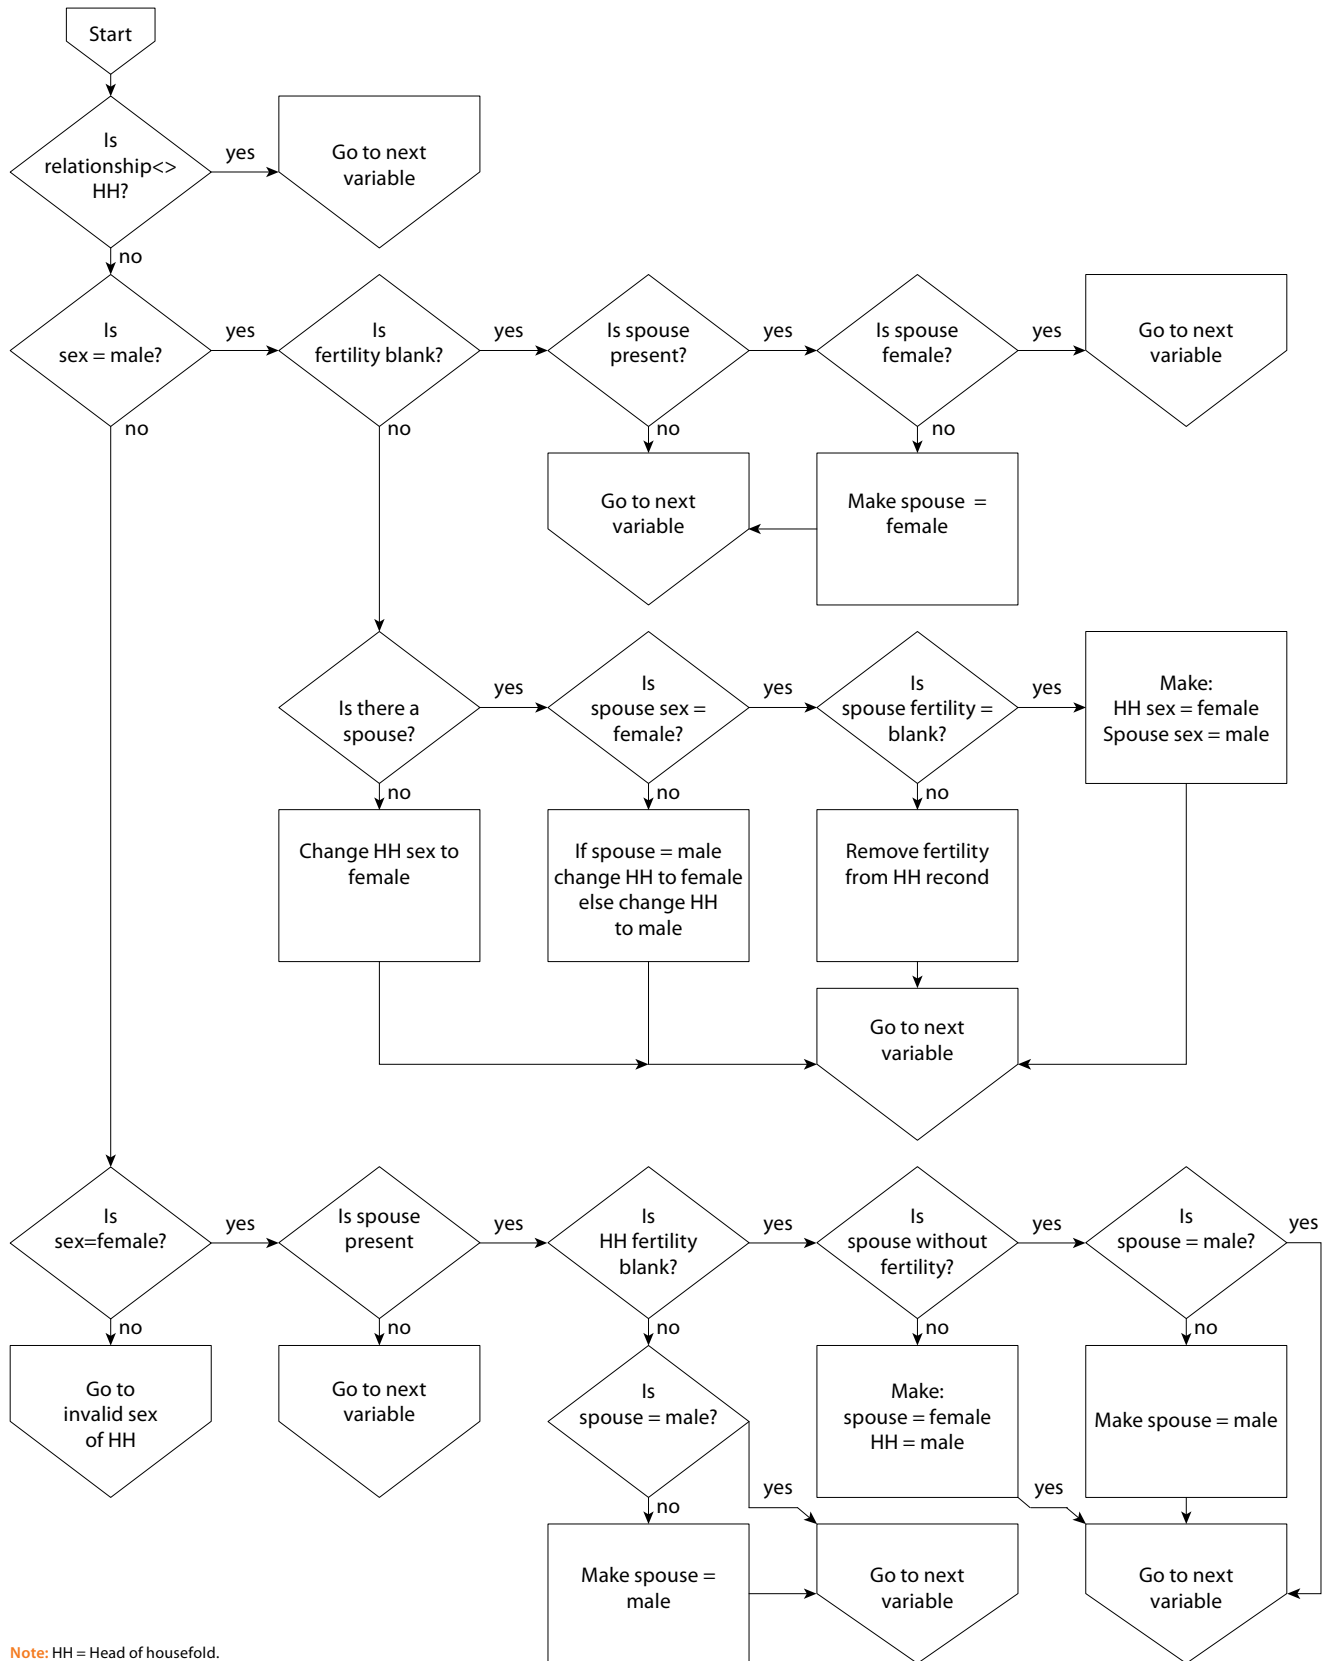 Start
Is
relationship<>
HH?
yes
Go to next
variable
no
Is
sex = male?
yes
Is
fertility blank?
yes
Is spouse
present?
yes
Is spouse
female?
yes
Go to next
variable
no
no
no
no
Go to next
variable
Make spouse =
female
Is there a
spouse?
yes
Is
spouse sex =
female?
yes
Is
spouse fertility =
blank?
yes
Make:
HH sex = female
Spouse sex = male
no
no
no
Change HH sex to
female
If spouse = male
change HH to female
else change HH
to male
Remove fertility
from HH recond
Go to next
variable
Is
sex=female?
yes
Is spouse
present
yes
Is
HH fertility
blank?
yes
Is
spouse without
fertility?
yes
Is
spouse = male?
yes
no
no
no
no
no
Go to
invalid sex
of HH
Go to next
variable
Is
spouse = male?
Make:
spouse = female
HH = male
Make spouse = male
yes
yes
no
Make spouse =
male
Go to next
variable
Go to next
variable
Note: HH = Head of housefold.